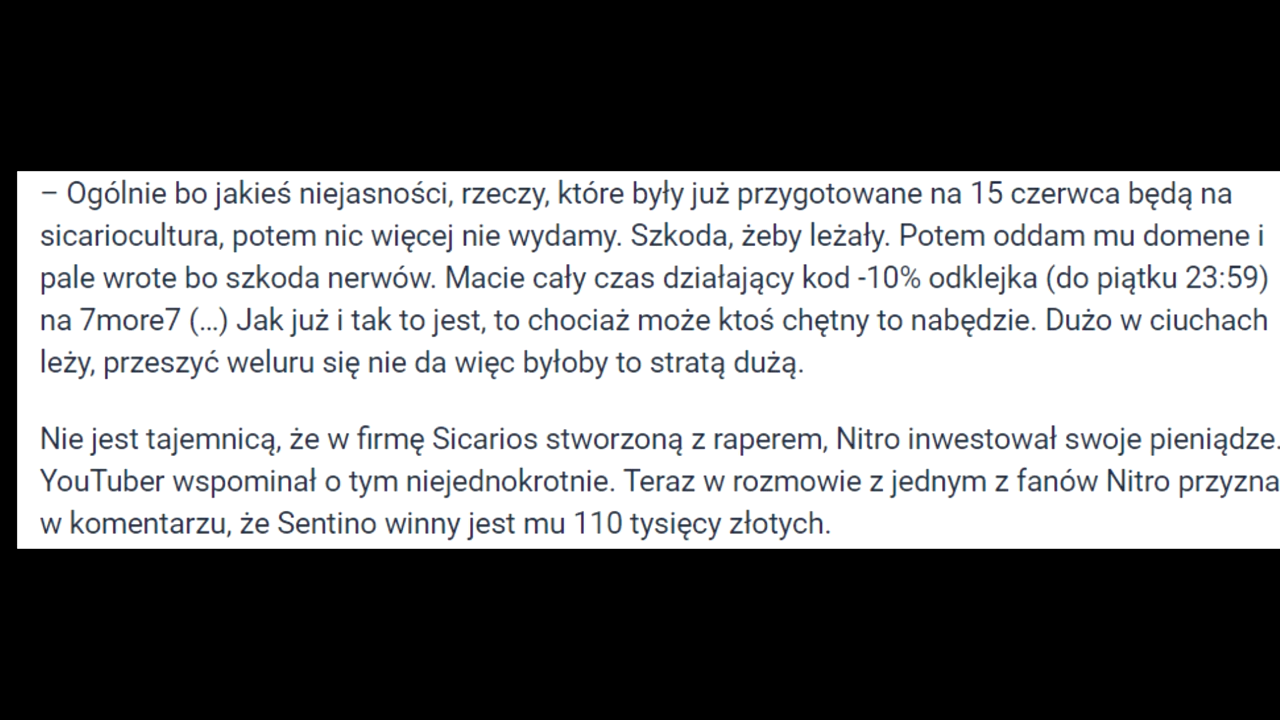 – Ogólnie bo jakieś niejasności, rzeczy, które były już przygotowane na 15 czerwca będą na
sicariocultura, potem nic więcej nie wydamy. Szkoda, żeby leżały. Potem oddam mu domene i
pale wrote bo szkoda nerwów. Macie cały czas działający kod -10% odklejka (do piątku 23:59)
na 7more7 (…) Jak już i tak to jest, to chociaż może ktoś chętny to nabędzie. Dużo w ciuchach
leży, przeszyć weluru się nie da więc byłoby to stratą dużą.
Nie jest tajemnicą, że w firmę Sicarios stworzoną z raperem, Nitro inwestował swoje pieniądze.
YouTuber wspominał o tym niejednokrotnie. Teraz w rozmowie z jednym z fanów Nitro przyzna
w komentarzu, że Sentino winny jest mu 110 tysięcy złotych.